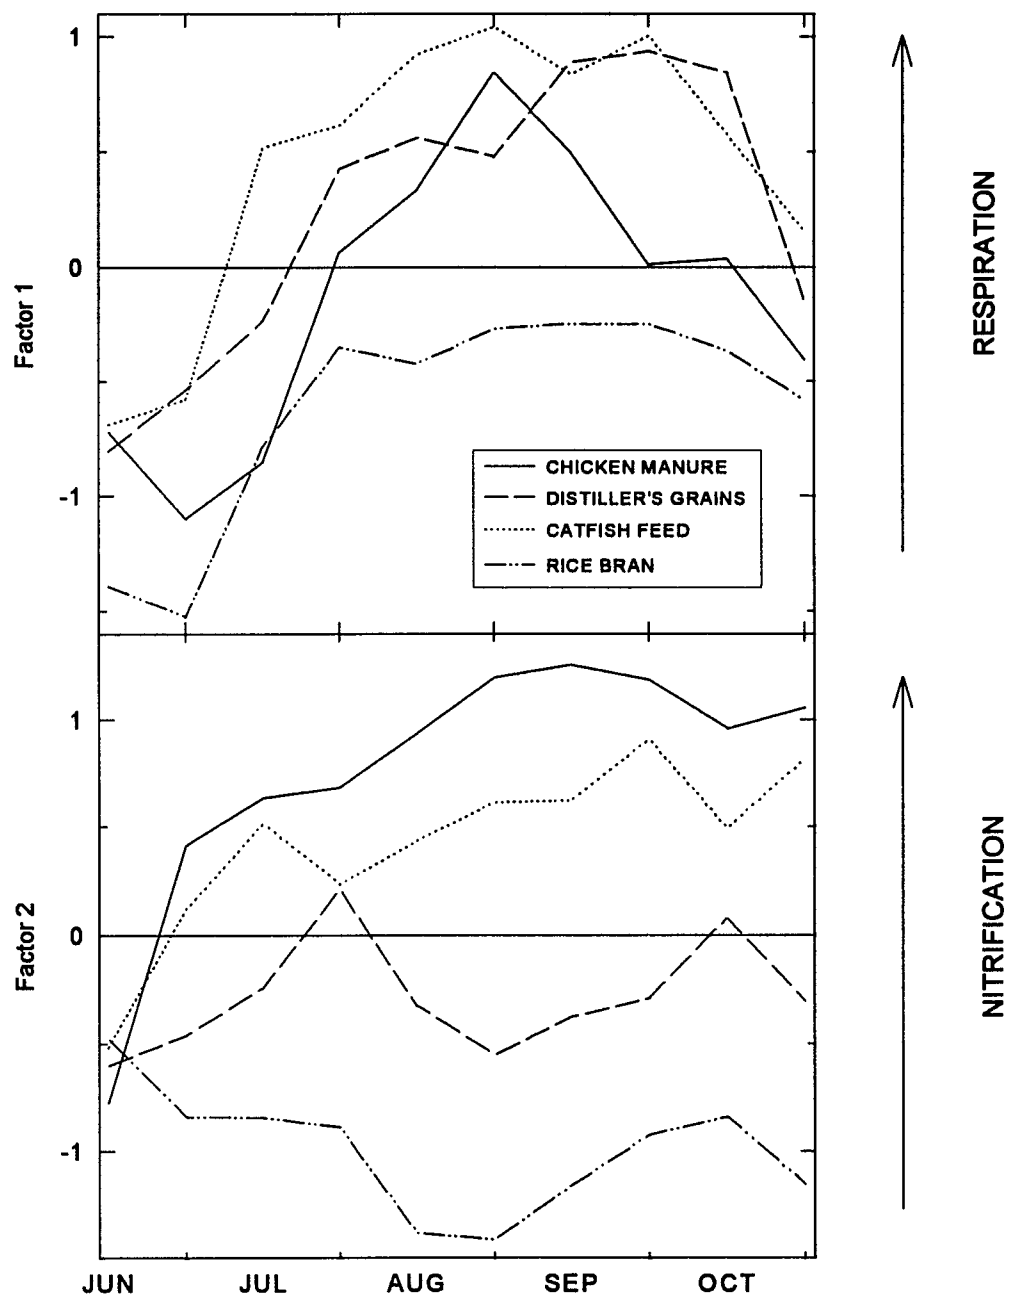 1
0
-1
Factor 1
RESPIRATION
CHICKEN MANURE
DISTILLER'S GRAINS
CATFISH FEED
RICE BRAN
1
0
-1
Factor 2
NITRIFICATION
JUN JUL AUG SEP OCT